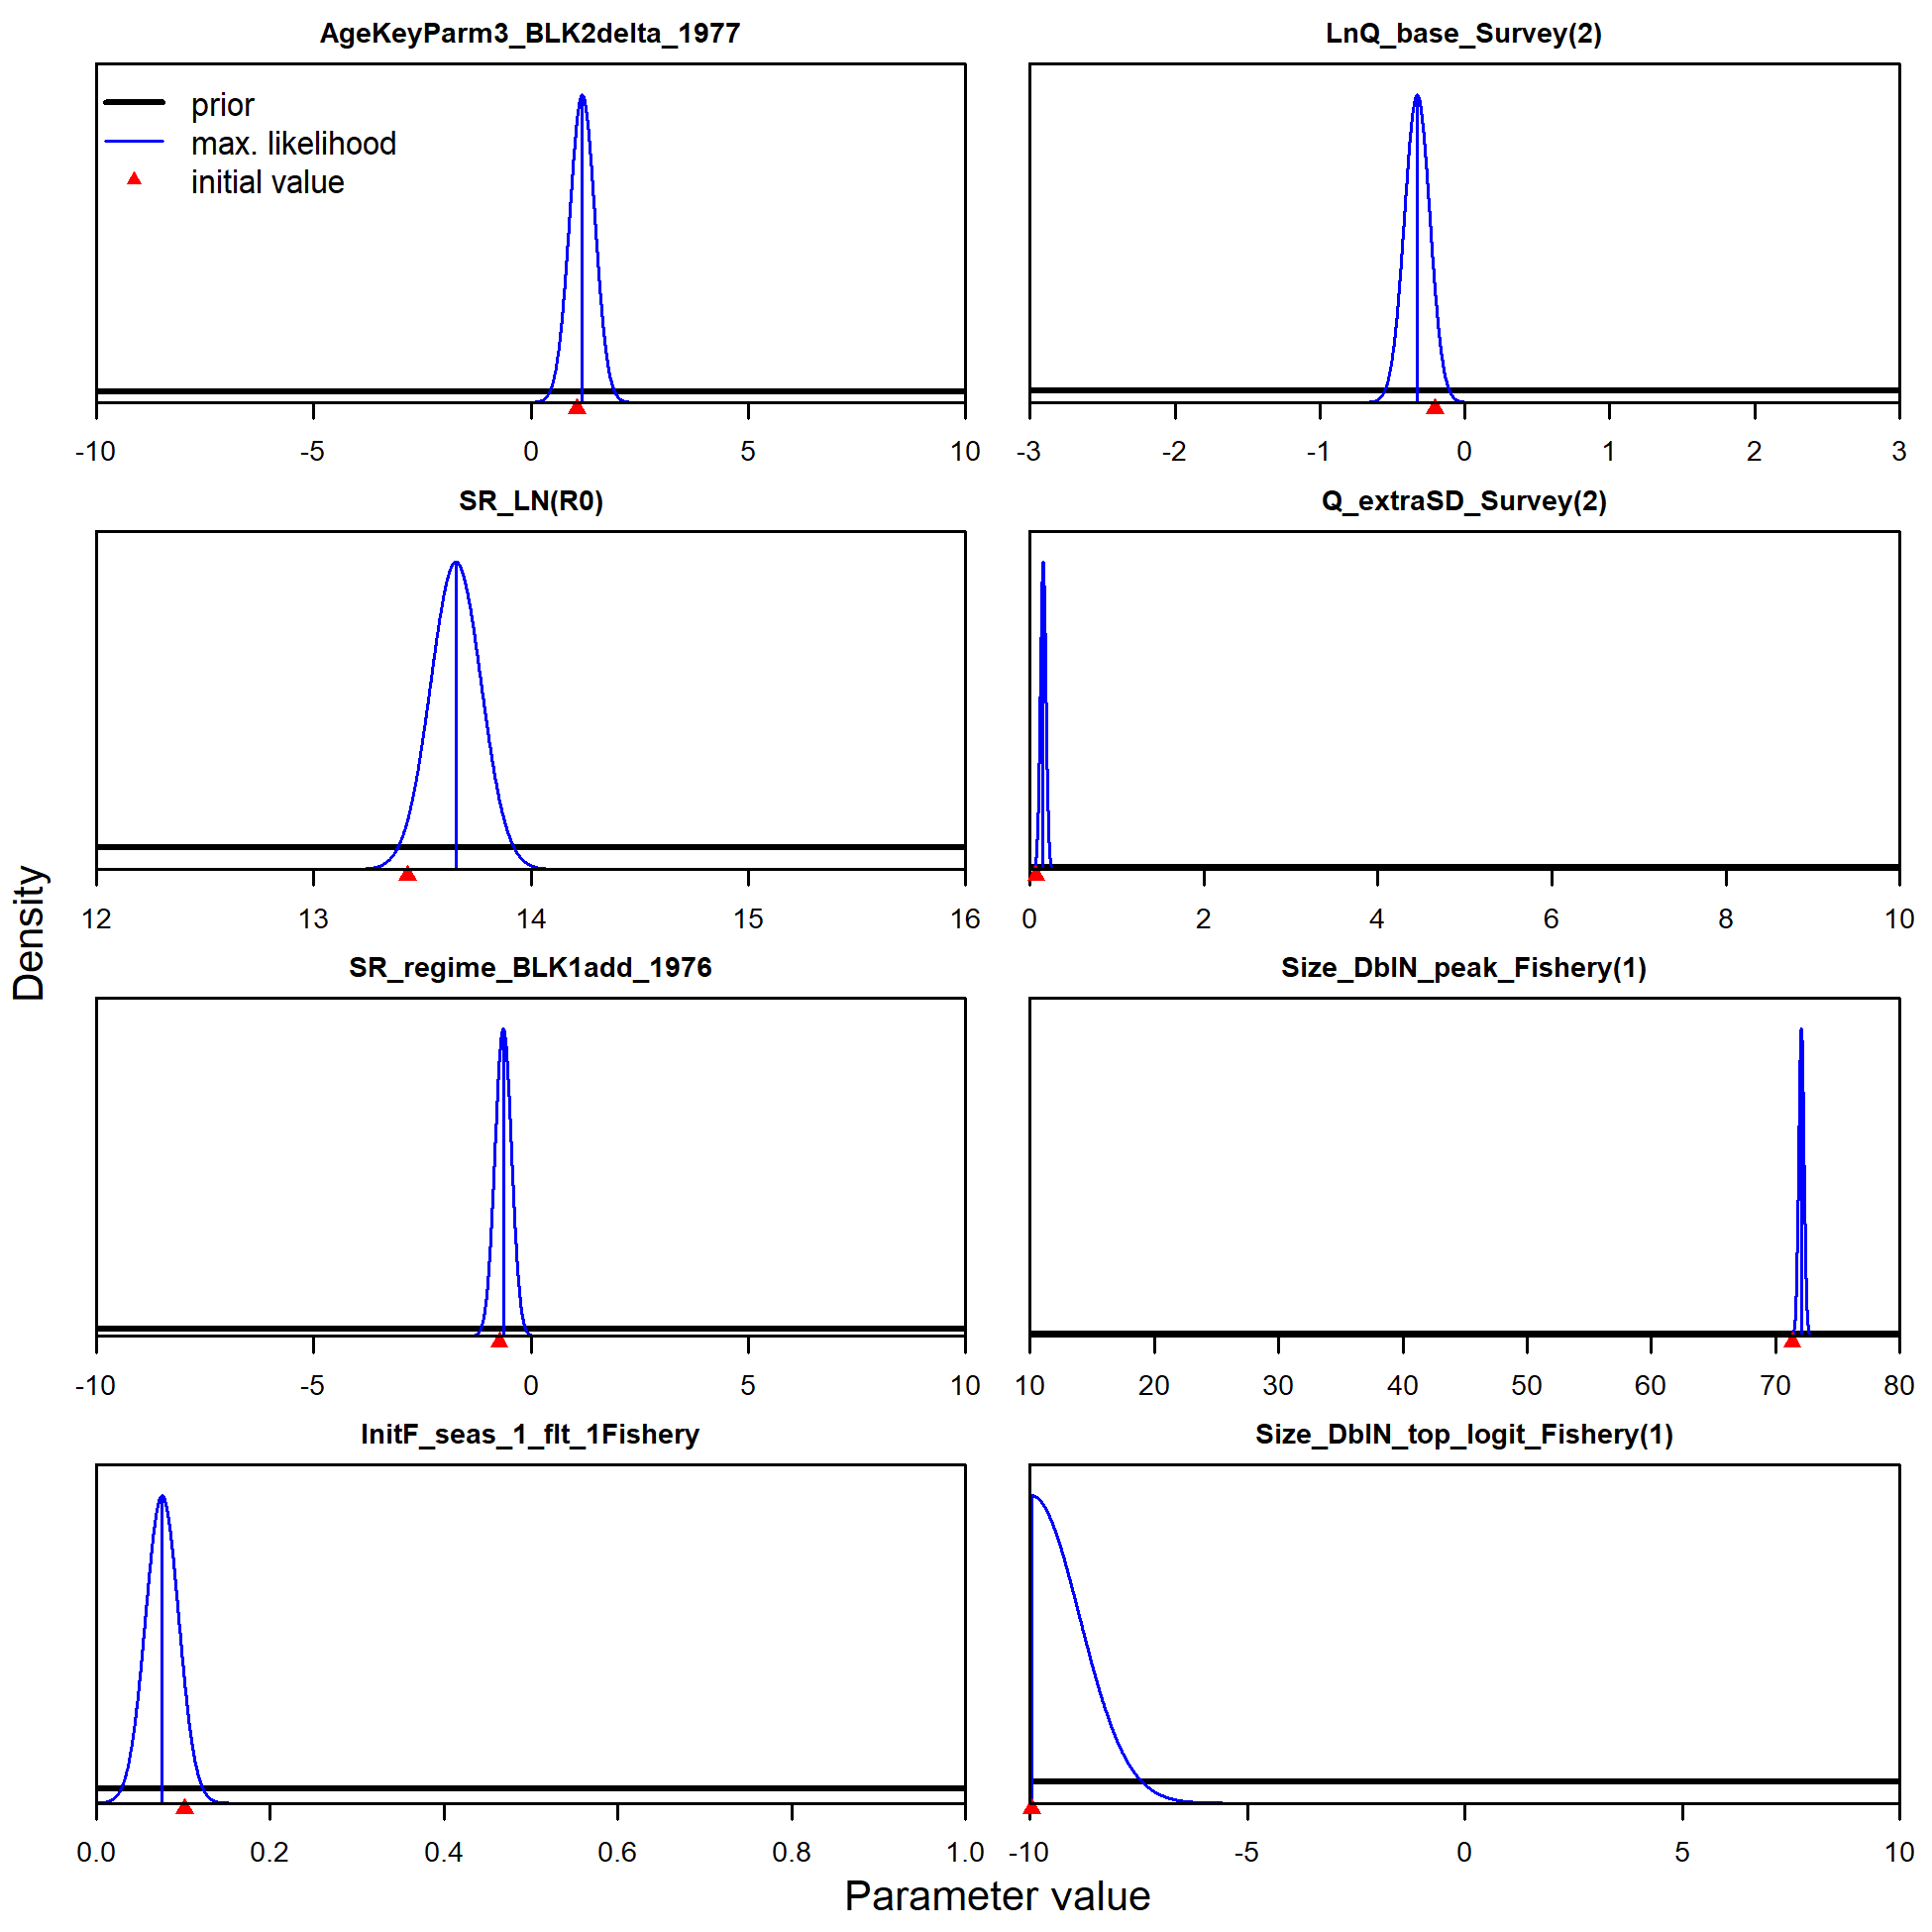 AgeKeyParm3_BLK2delta_1977
prior
max. likelihood
initial value
-10 -5 0 5 10
LnQ_base_Survey(2)
-3 -2 -1 0 1 2 3
SR_LN(R0)
12 13 14 15 16
Q_extraSD_Survey(2)
0 2 4 6 8 10
SR_regime_BLK1add_1976
-10 -5 0 5 10
Size_DblN_peak_Fishery(1)
10 20 30 40 50 60 70 80
InitF_seas_1_flt_1Fishery
0.0 0.2 0.4 0.6 0.8 1.0
Size_DblN_top_logit_Fishery(1)
-10 -5 0 5 10
Density
Parameter value